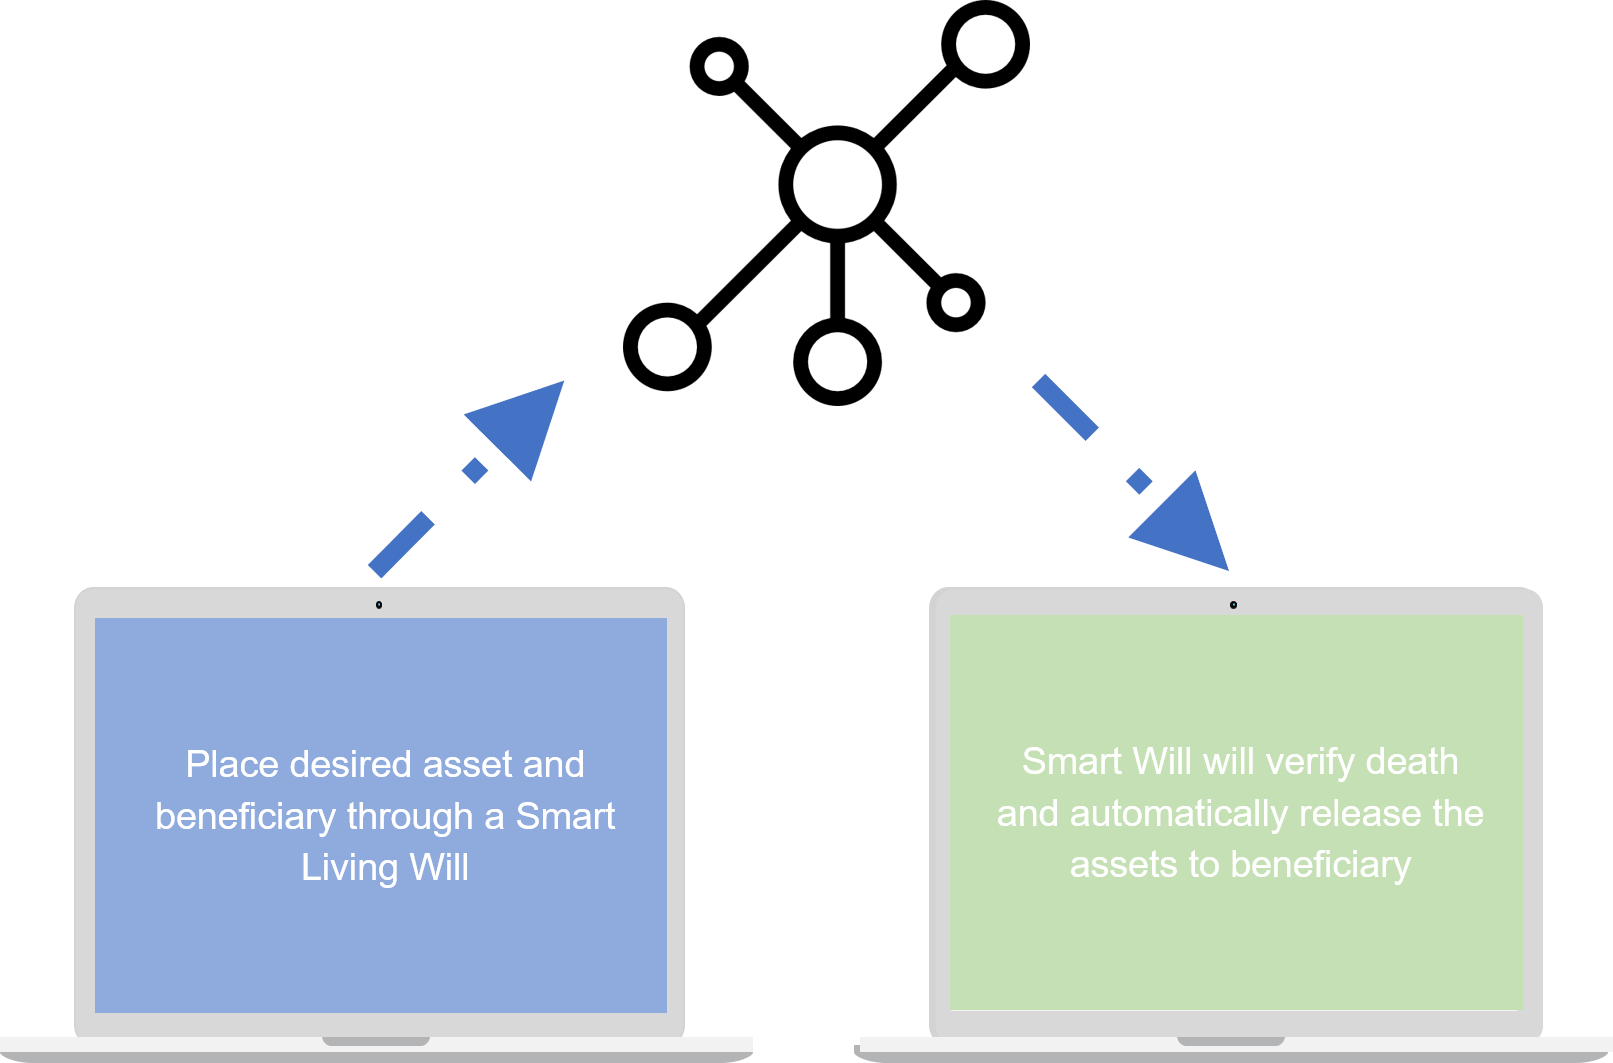 Place desired asset and
beneficiary through a Smart
Living Will
Smart Will will verify death
and automatically release the
assets to beneficiary